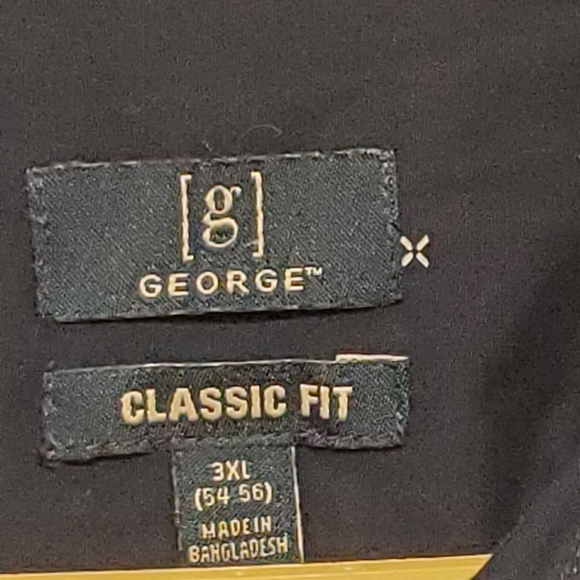 [g]
GEORGE™
CLASSIC FIT
3XL
(54 56)
MADE IN
BANGLADESH